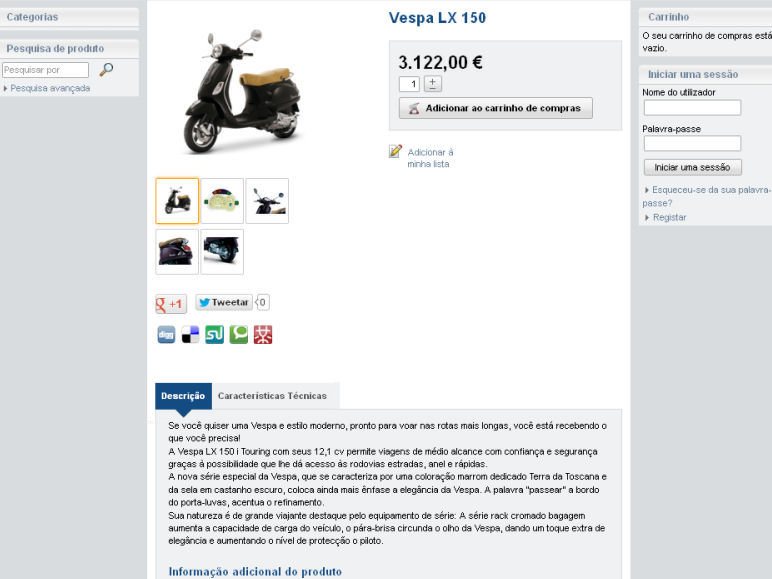 Categorias
Pesquisa de produto
Pesquisar por
Pesquisa avançada
Vespa LX 150
3.122,00 €
1
+
−
Adicionar ao carrinho de compras
Adicionar à
minha lista
g +1
Tweetar
0
digg
Descrição
Características Técnicas
Se você quiser uma Vespa e estilo moderno, pronto para voar nas rotas mais longas, você está recebendo o
que você precisa!
A Vespa LX 150 i Touring com seus 12,1 cv permite viagens de médio alcance com confiança e segurança
graças à possibilidade que lhe dá acesso às rodovias estradas, anel e rápidas.
A nova série especial da Vespa, que se caracteriza por uma coloração marrom dedicado Terra da Toscana e
da sela em castanho escuro, coloca ainda mais ênfase a elegância da Vespa. A palavra "passear" a bordo
do porta-luvas, acentua o refinamento.
Sua natureza é de grande viajante destaque pelo equipamento de série: A série rack cromado bagagem
aumenta a capacidade de carga do veículo, o pára-brisa circunda o olho da Vespa, dando um toque extra de
elegância e aumentando o nível de protecção o piloto.
Informação adicional do produto
Carrinho
O seu carrinho de compras está
vazio.
Iniciar uma sessão
Nome do utilizador
Palavra-passe
Iniciar uma sessão
Esqueceu-se da sua palavra-
passe?
Registar